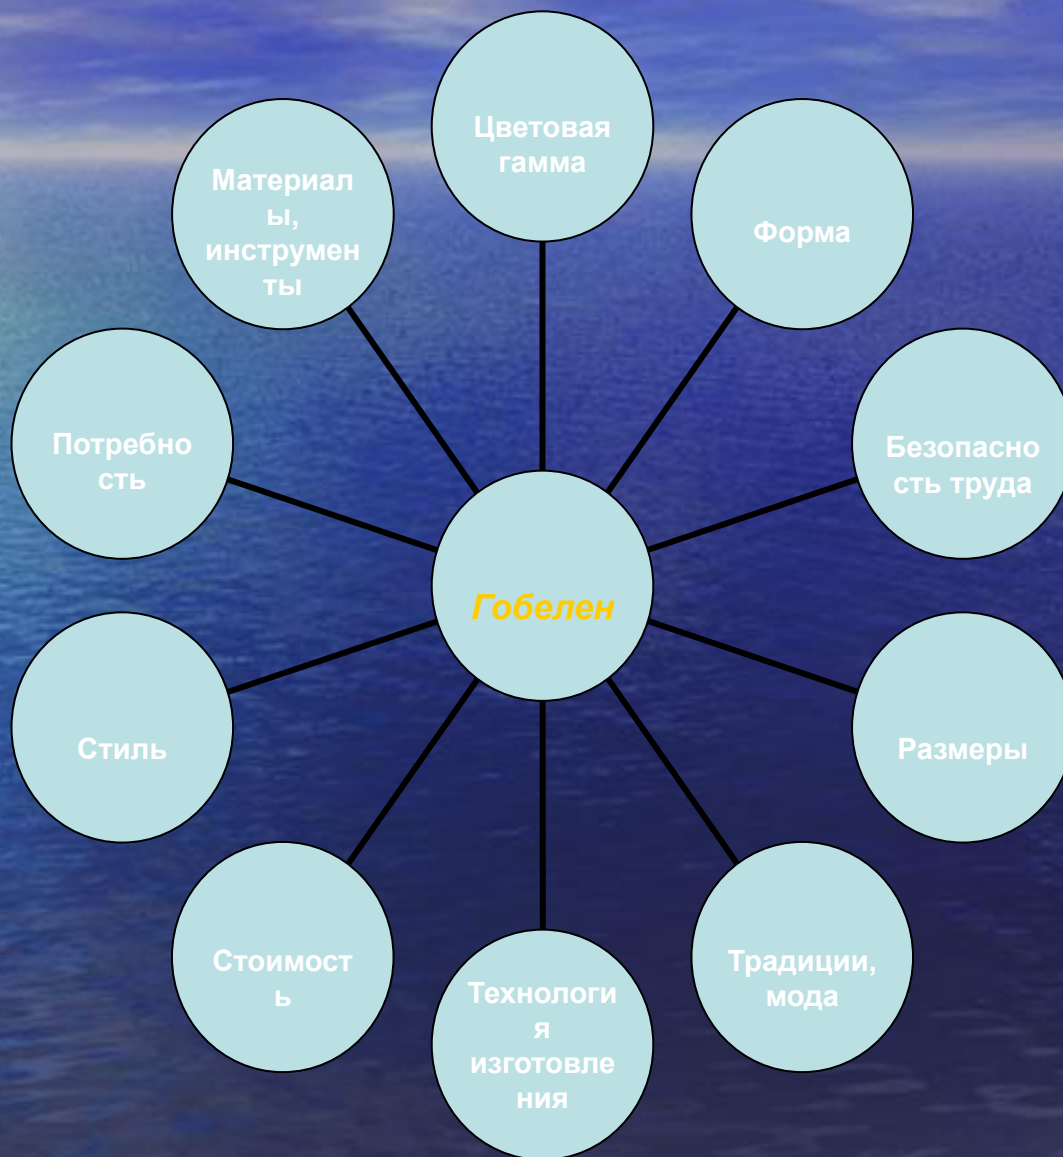 Цветовая
гамма
Форма
Безопасно
сть труда
Размеры
Традиции,
мода
Технологи
я
изготовле
ния
Стоимост
ь
Стиль
Потребно
сть
Материал
ы,
инструмен
ты
Гобелен